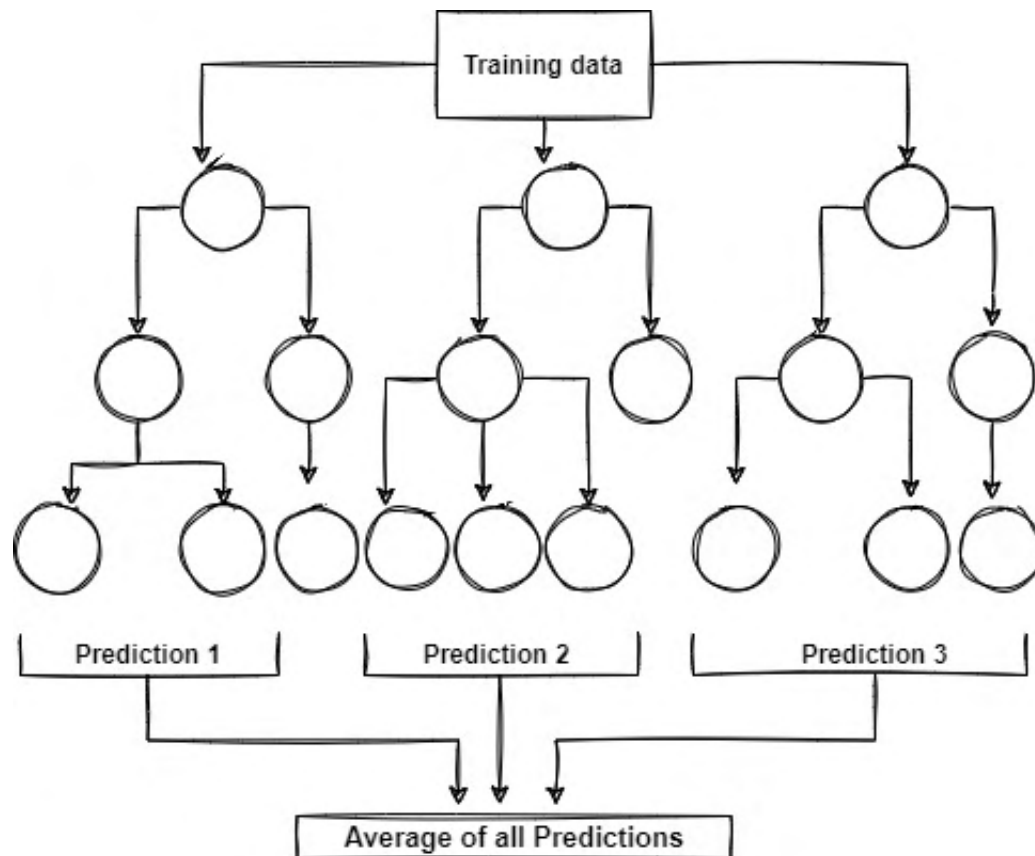 Training data
Prediction 1
Prediction 2
Prediction 3
Average of all Predictions